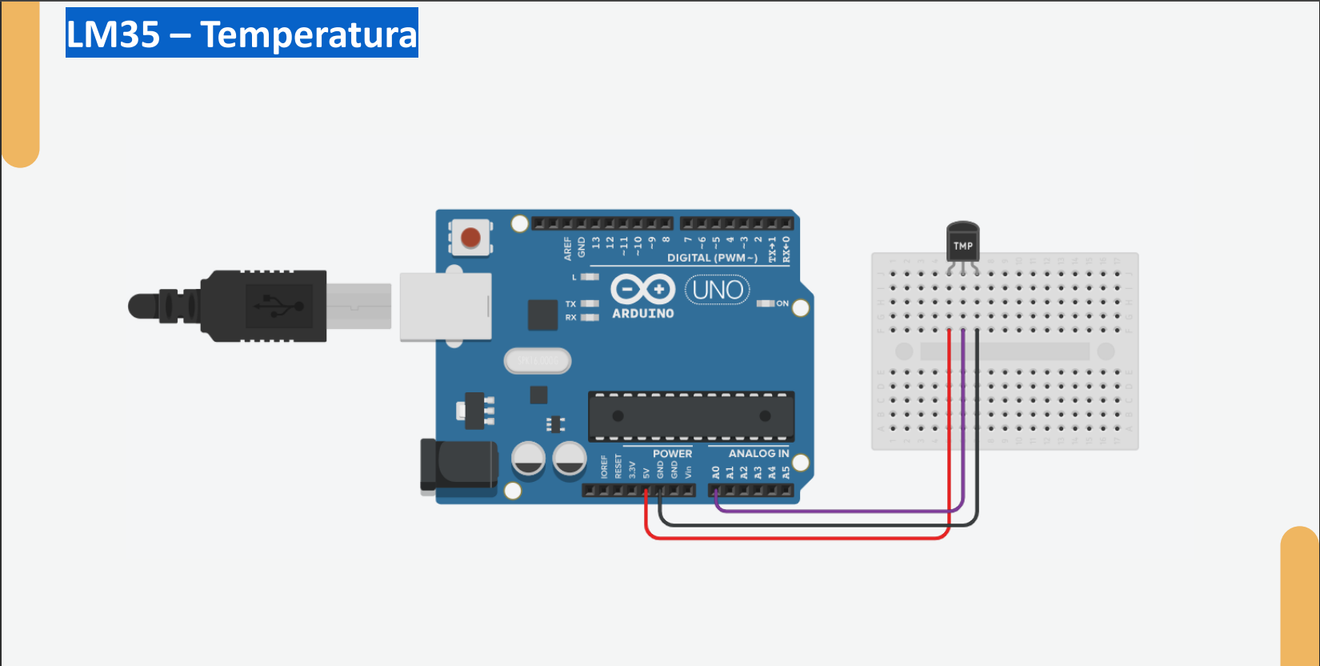 LM35 – Temperatura
AREF
GND
13
12
~11
~10
~9
8
7
~6
~5
4
~3
2
TX→1
RX←0
DIGITAL (PWM~)
L
TX
RX
ARDUINO
UNO
ON
TMP
POWER
ANALOG IN
IOREF
RESET
3.3V
5V
GND
GND
Vin
A0
A1
A2
A3
A4
A5